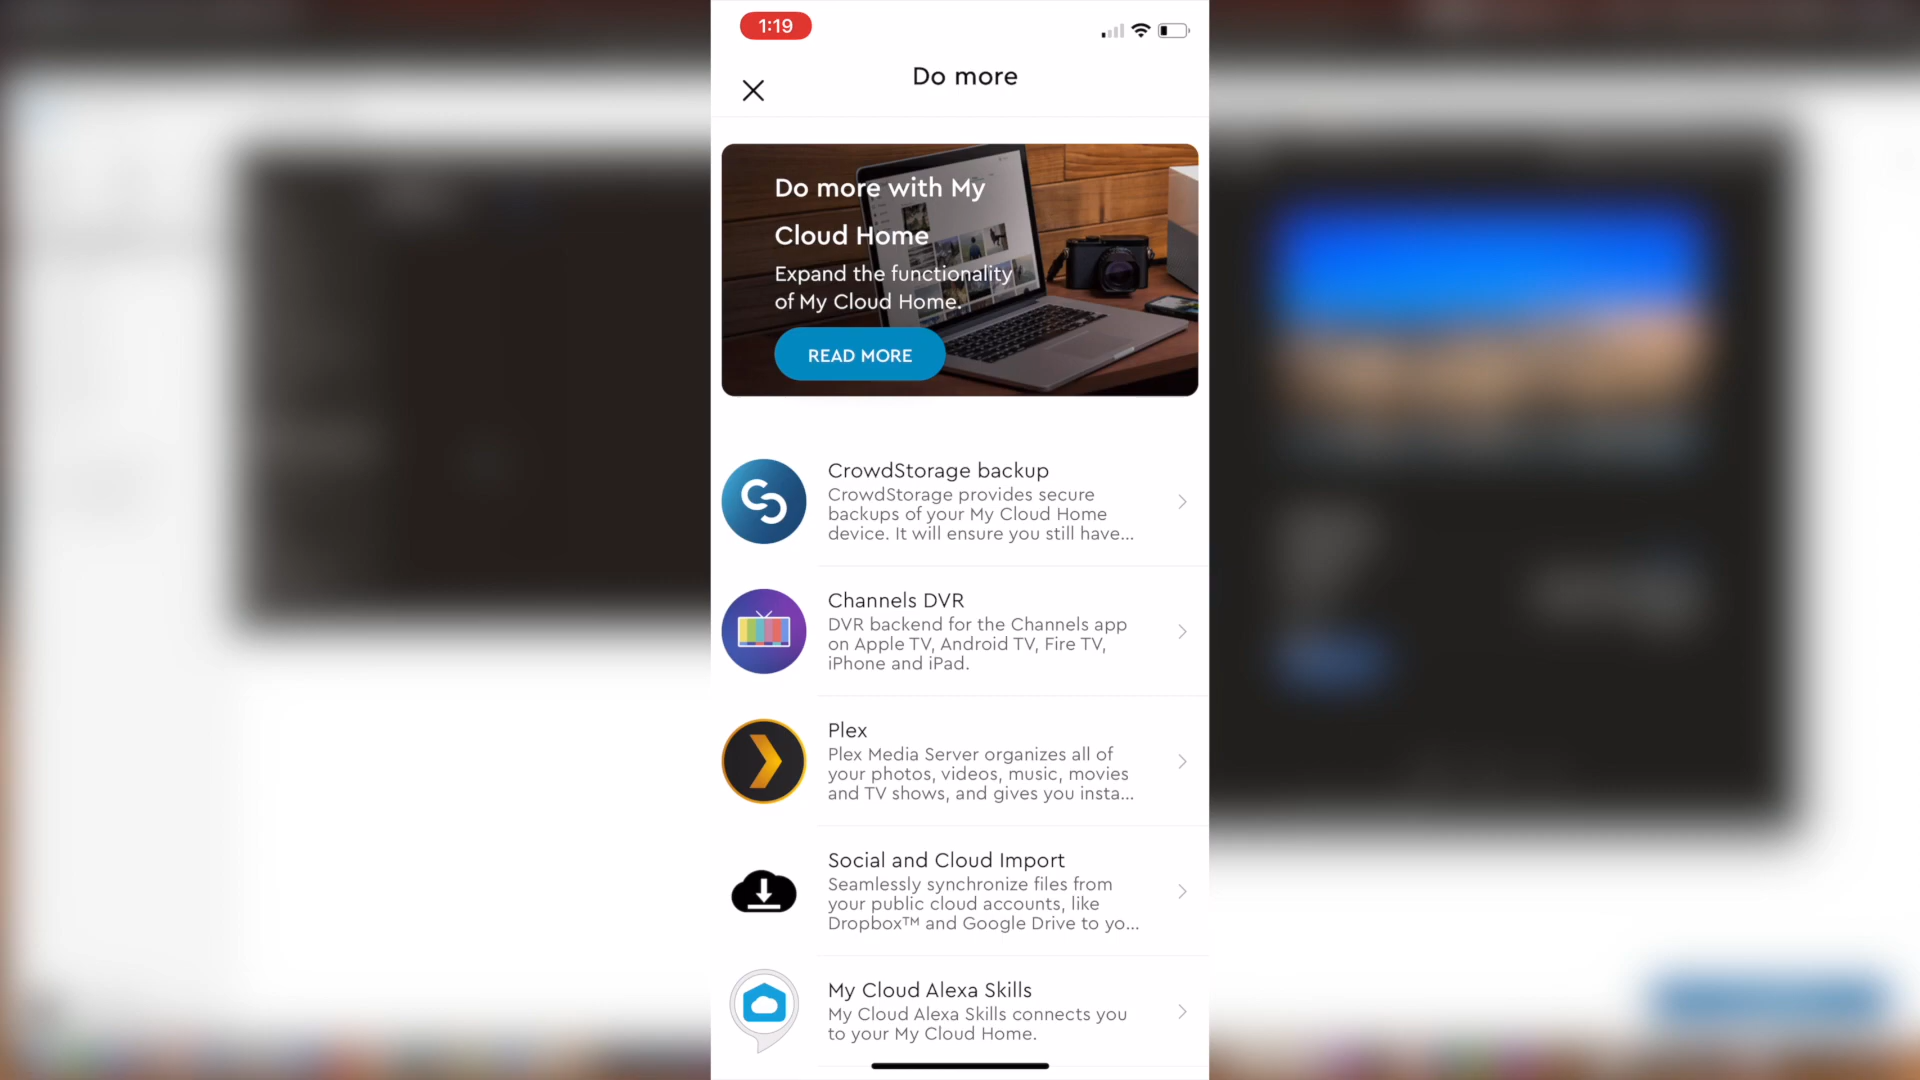 1:19
Do more
Do more with My
Cloud Home
Expand the functionality
of My Cloud Home.
READ MORE
CrowdStorage backup
CrowdStorage provides secure
backups of your My Cloud Home
device. It will ensure you still have...
Channels DVR
DVR backend for the Channels app
on Apple TV, Android TV, Fire TV,
iPhone and iPad.
Plex
Plex Media Server organizes all of
your photos, videos, music, movies
and TV shows, and gives you insta...
Social and Cloud Import
Seamlessly synchronize files from
your public cloud accounts, like
Dropbox™ and Google Drive to yo...
My Cloud Alexa Skills
My Cloud Alexa Skills connects you
to your My Cloud Home.